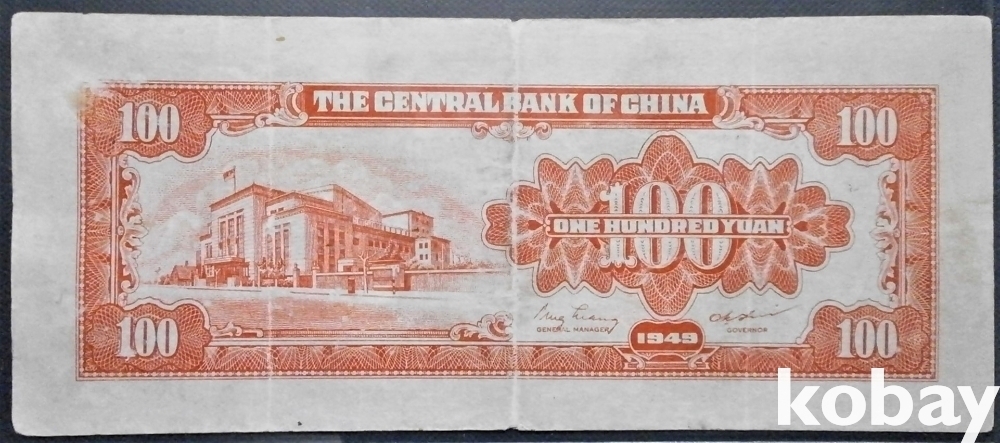 THE CENTRAL BANK OF CHINA
100
100
100
ONE HUNDRED YUAN
GENERAL MANAGER
GOVERNOR
1949
100
100
kobay